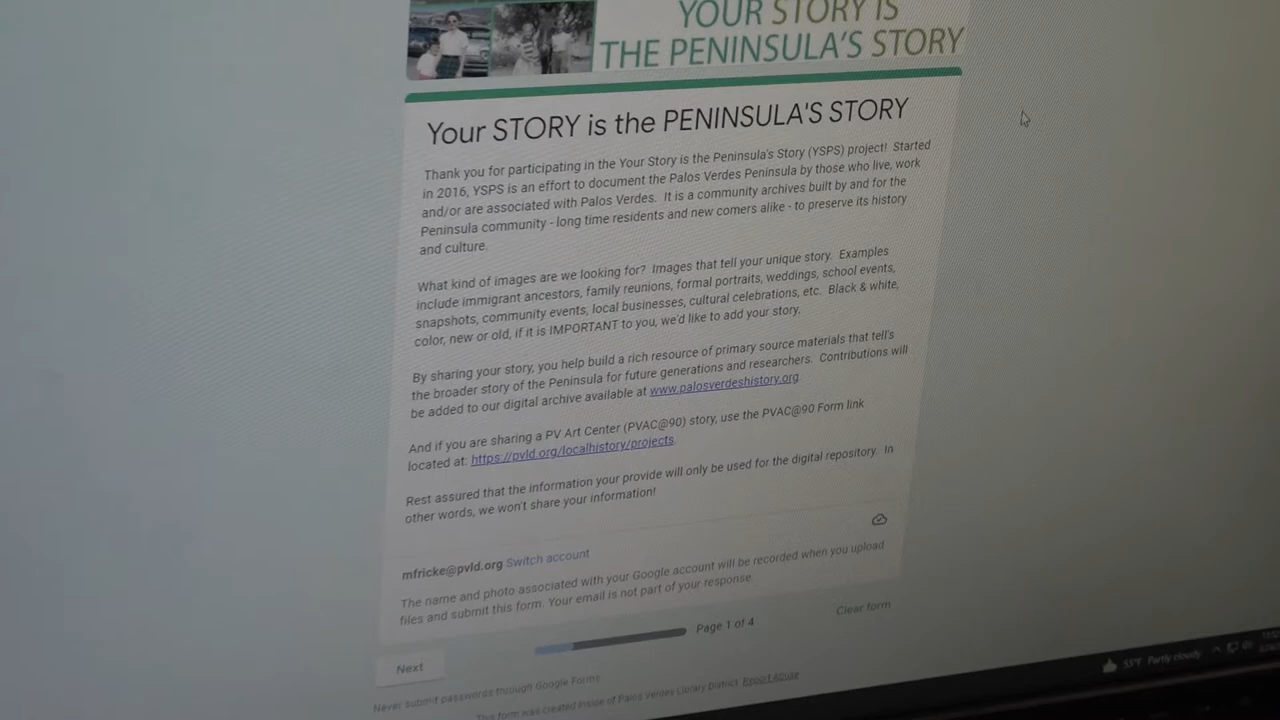 YOUR STORY IS
THE PENINSULA'S STORY
Your STORY is the PENINSULA'S STORY
Thank you for participating in the Your Story is the Peninsula's Story (YSPS) project! Started
in 2016, YSPS is an effort to document the Palos Verdes Peninsula by those who live, work
and/or are associated with Palos Verdes. It is a community archives built by and for the
Peninsula community - long time residents and new comers alike - to preserve its history
and culture.
What kind of images are we looking for? Images that tell your unique story. Examples
include immigrant ancestors, family reunions, formal portraits, weddings, school events,
snapshots, community events, local businesses, cultural celebrations, etc. Black & white,
color, new or old, if it is IMPORTANT to you, we'd like to add your story.
By sharing your story, you help build a rich resource of primary source materials that tell's
the broader story of the Peninsula for future generations and researchers. Contributions will
be added to our digital archive available at www.palosverdeshistory.org
And if you are sharing a PV Art Center (PVAC@90) story, use the PVAC@90 Form link
located at: https://pvld.org/localhistory/projects.
Rest assured that the information your provide will only be used for the digital repository. In
other words, we won't share your information!
mfricke@pvld.org Switch account
The name and photo associated with your Google account will be recorded when you upload
files and submit this form. Your email is not part of your response.
Next
Page 1 of 4
Clear form
Never submit passwords through Google Forms.
This form was created inside of Palos Verdes Library District. Report Abuse
55°F Partly cloudy